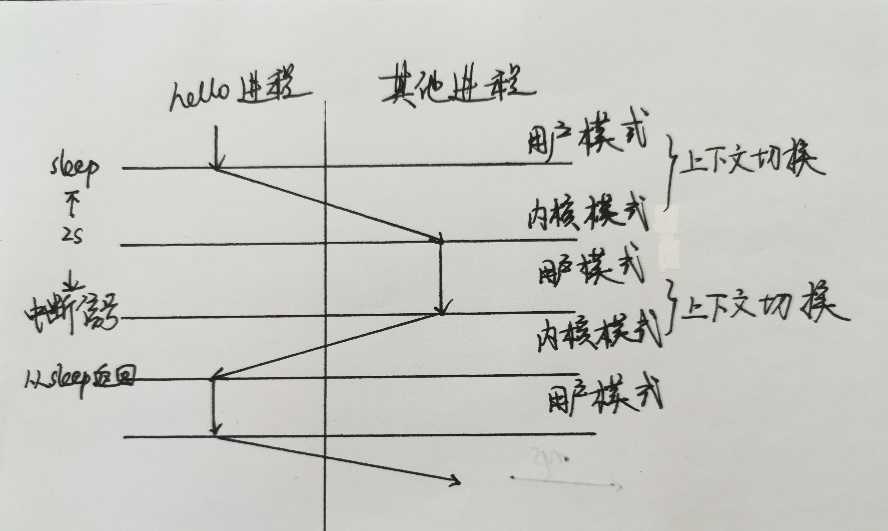 hello进程 其他进程
用户模式
sleep 上下文切换
2s 内核模式
用户模式
中断信号 上下文切换
内核模式
从sleep返回
用户模式